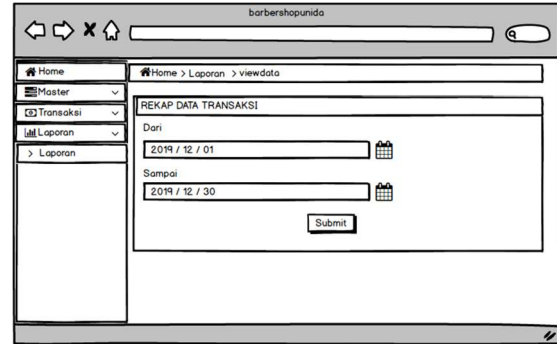 barbershopunida
Home
Home > Laporan > viewdata
Master
Transaksi
Laporan
> Laporan
REKAP DATA TRANSAKSI
Dari
2019 / 12 / 01
Sampai
2019 / 12 / 30
Submit